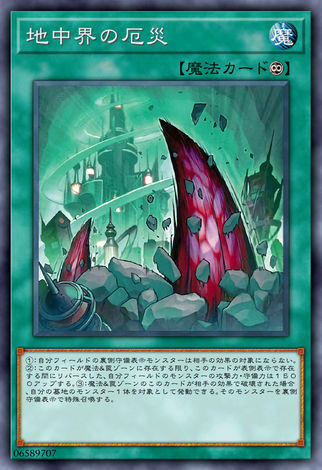 地中界の厄災
魔
【魔法カード♾】
①：自分フィールドの裏側守備表示モンスターは相手の効果の対象にならない。
②：このカードが魔法&罠ゾーンに存在する限り、このカードが表側表示で存在
する間にリバースした、自分フィールドのモンスターの攻撃力・守備力は１５０
０アップする。③：魔法&罠ゾーンのこのカードが相手の効果で破壊された場合、
自分の墓地のモンスター１体を対象として発動できる。そのモンスターを裏側守
備表示で特殊召喚する。
06589707